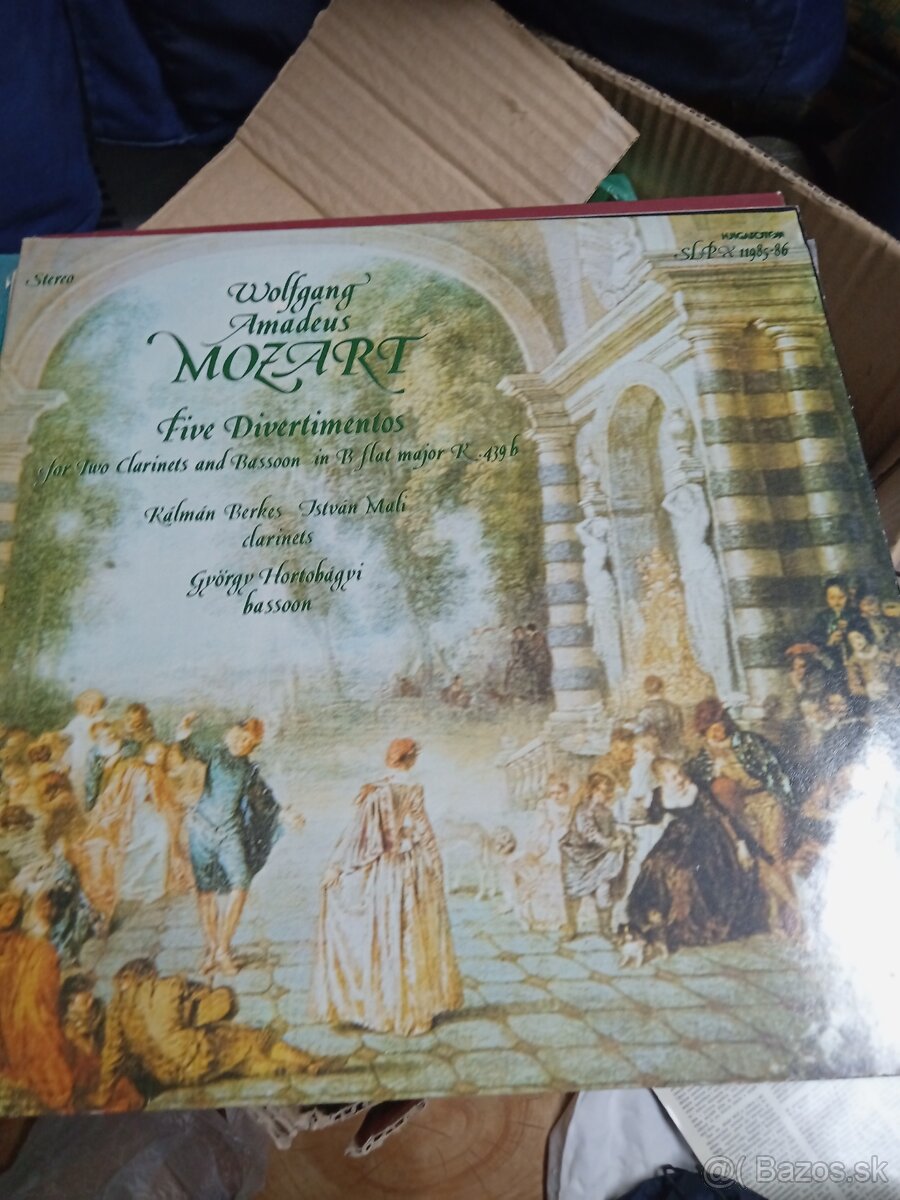 HUNGAROTON
Stereo
SLPX 11985-86
Wolfgang
Amadeus
MOZART
Five Divertimentos
for Two Clarinets and Bassoon in B flat major K. 439 b
Kálmán Berkes István Mali
clarinets
György Hortobágyi
bassoon
@( Bazos.sk